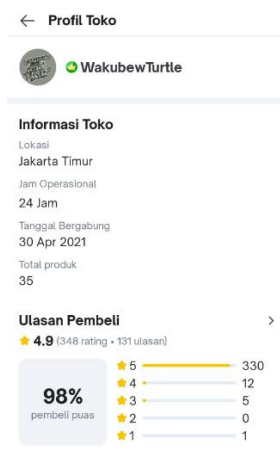 Profil Toko
WakubewTurtle
Informasi Toko
Lokasi
Jakarta Timur
Jam Operasional
24 Jam
Tanggal Bergabung
30 Apr 2021
Total produk
35
Ulasan Pembeli
4.9 (348 rating • 131 ulasan)
98%
pembeli puas
5 330
4 12
3 5
2 0
1 1